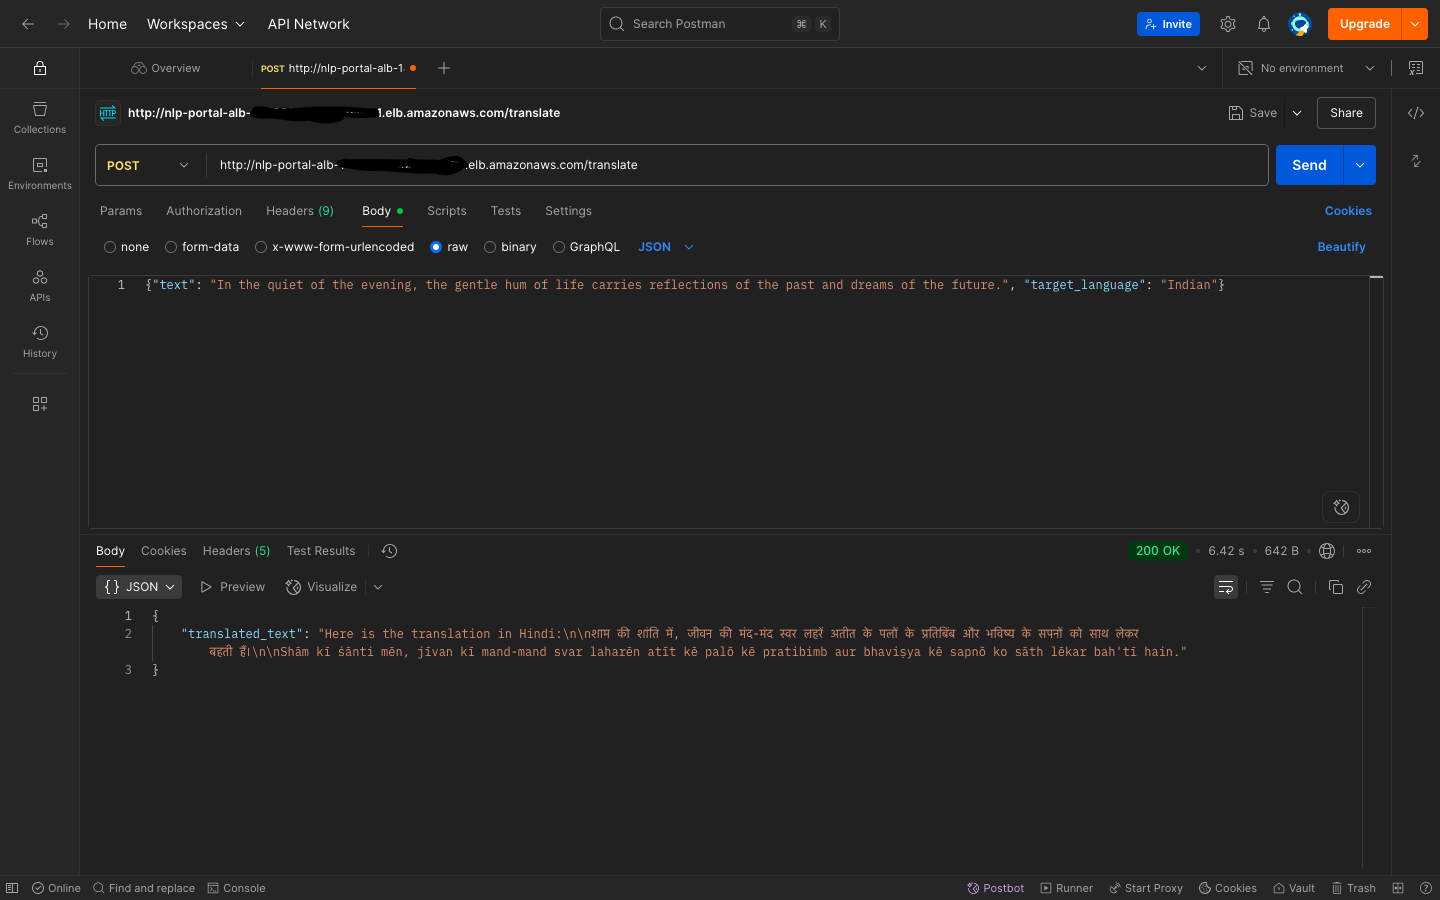 Home Workspaces API Network Search Postman ⌘ K Invite Upgrade
Overview POST http://nlp-portal-alb-1 No environment
HTTP http://nlp-portal-alb- 1.elb.amazonaws.com/translate Save Share
POST http://nlp-portal-alb- .elb.amazonaws.com/translate Send
Collections
Environments
Flows
APIs
History
Params Authorization Headers (9) Body Scripts Tests Settings Cookies
none form-data x-www-form-urlencoded raw binary GraphQL JSON Beautify
1 {"text": "In the quiet of the evening, the gentle hum of life carries reflections of the past and dreams of the future.", "target_language": "Indian"}
Body Cookies Headers (5) Test Results 200 OK 6.42 s 642 B
{} JSON Preview Visualize
1 {
2 "translated_text": "Here is the translation in Hindi:\n\nशाम की शांति में, जीवन की मंद-मंद स्वर लहरें अतीत के पलों के प्रतिबिंब और भविष्य के सपनों को साथ लेकर
बहती हैं।\n\nShām kī śānti mēn, jīvan kī mand-mand svar laharēn atīt kē palō kē pratibimb aur bhaviṣya kē sapnō ko sāth lēkar bah'tī hain."
3 }
Online Find and replace Console Postbot Runner Start Proxy Cookies Vault Trash